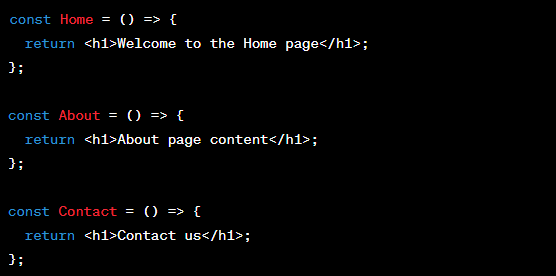 const Home = () => {
  return <h1>Welcome to the Home page</h1>;
};

const About = () => {
  return <h1>About page content</h1>;
};

const Contact = () => {
  return <h1>Contact us</h1>;
};